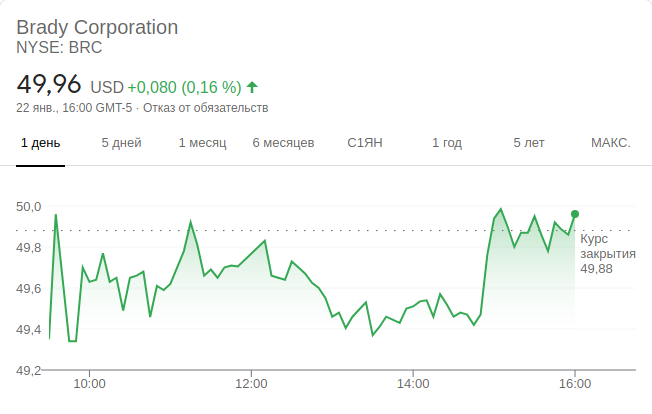 Brady Corporation
NYSE: BRC
49,96 USD +0,080 (0,16 %)
22 янв., 16:00 GMT-5 · Отказ от обязательств
1 день 5 дней 1 месяц 6 месяцев С1ЯН 1 год 5 лет МАКС.
50,0
49,8
49,6
49,4
49,2
Курс
закрытия
49,88
10:00 12:00 14:00 16:00